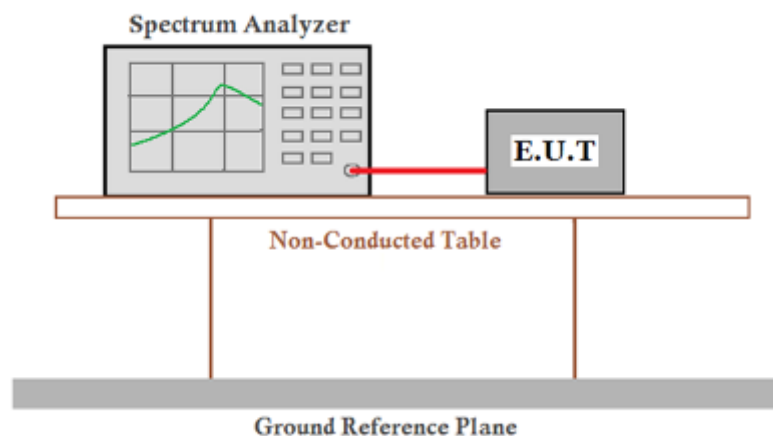 Spectrum Analyzer
E.U.T
Non-Conducted Table
Ground Reference Plane